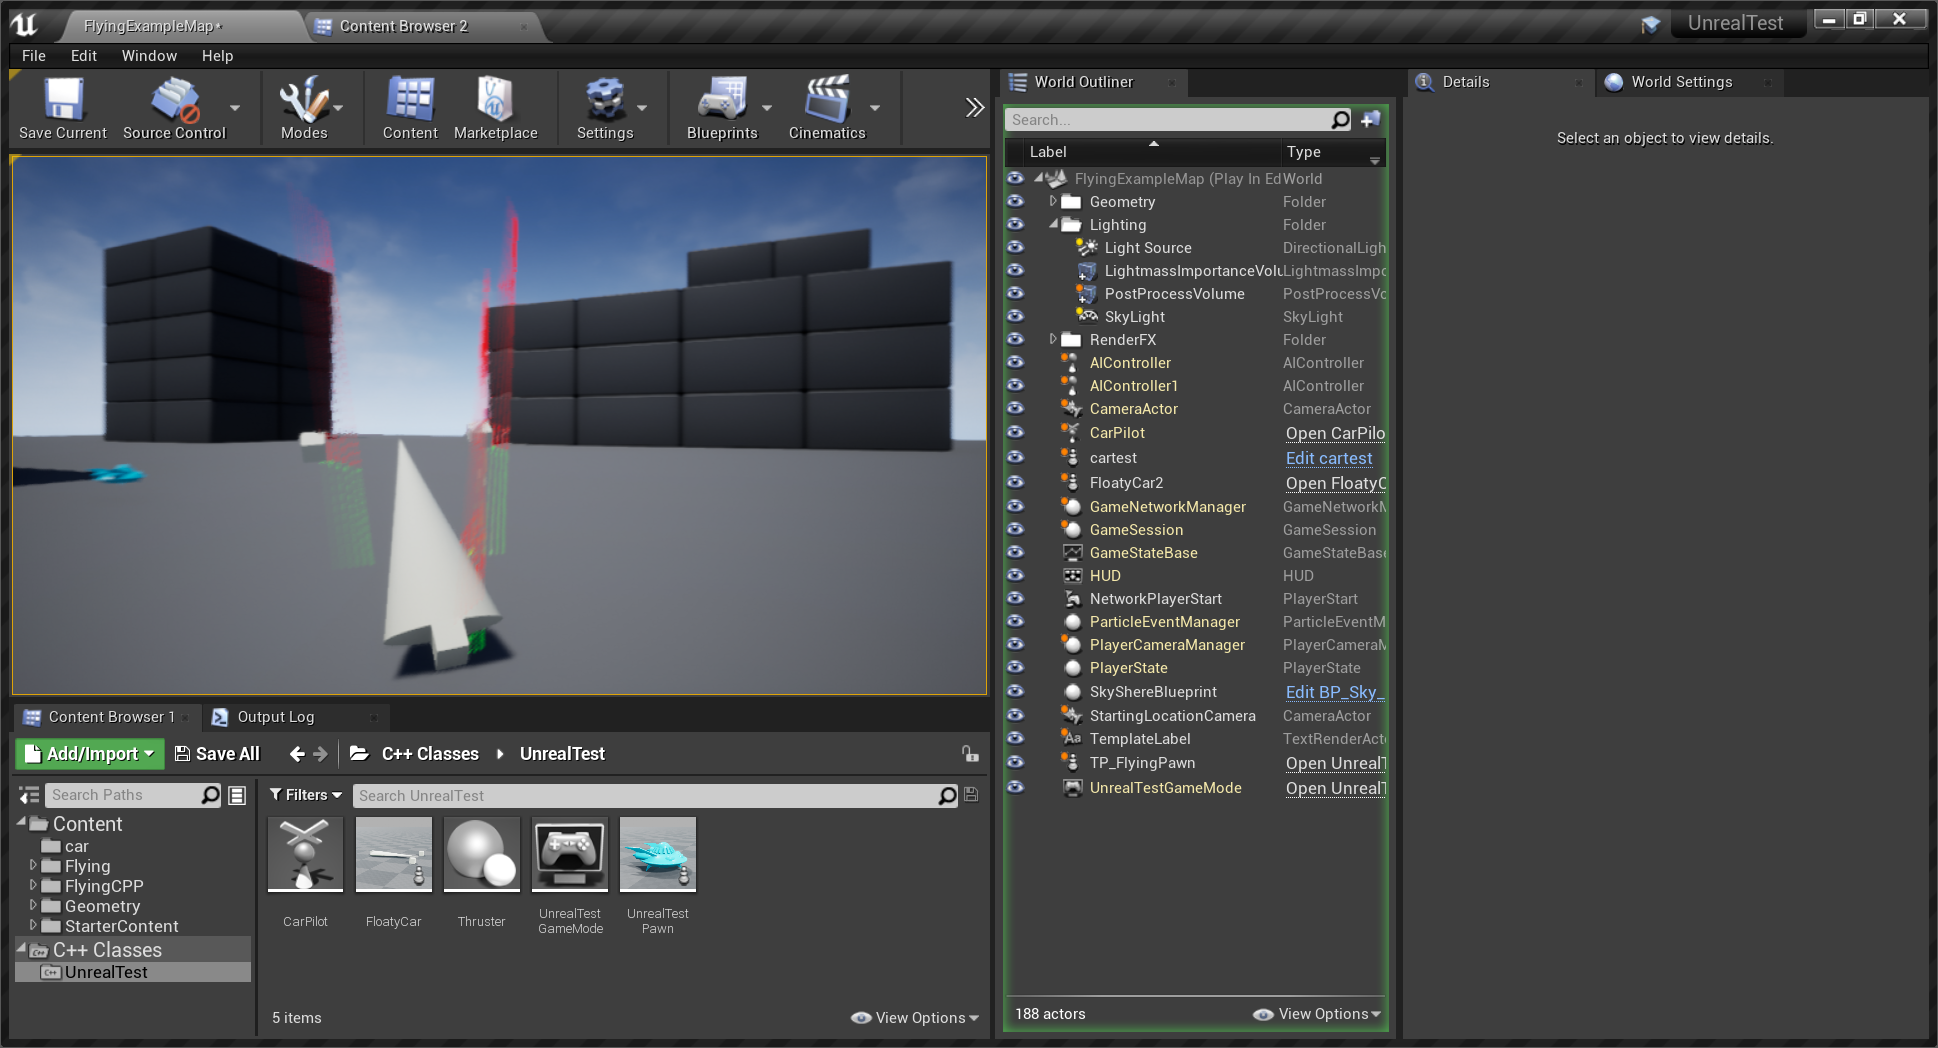 FlyingExampleMap*
Content Browser 2
UnrealTest
File Edit Window Help
Save Current
Source Control
Modes
Content
Marketplace
Settings
Blueprints
Cinematics
World Outliner
Search...
Label Type
FlyingExampleMap (Play In Ed World
Geometry Folder
Lighting Folder
Light Source DirectionalLigh
LightmassImportanceVolu LightmassImpo
PostProcessVolume PostProcessVo
SkyLight SkyLight
RenderFX Folder
AIController AIController
AIController1 AIController
CameraActor CameraActor
CarPilot Open CarPilo
cartest Edit cartest
FloatyCar2 Open FloatyC
GameNetworkManager GameNetworkM
GameSession GameSession
GameStateBase GameStateBase
HUD HUD
NetworkPlayerStart PlayerStart
ParticleEventManager ParticleEventM
PlayerCameraManager PlayerCameraM
PlayerState PlayerState
SkyShereBlueprint Edit BP_Sky_
StartingLocationCamera CameraActor
TemplateLabel TextRenderActo
TP_FlyingPawn Open UnrealT
UnrealTestGameMode Open UnrealT
188 actors
View Options
Details
World Settings
Select an object to view details.
Content Browser 1
Output Log
Add/Import
Save All
C++ Classes
UnrealTest
Search Paths
Filters
Search UnrealTest
Content
car
Flying
FlyingCPP
Geometry
StarterContent
C++ Classes
UnrealTest
CarPilot
FloatyCar
Thruster
UnrealTest
GameMode
UnrealTest
Pawn
5 items
View Options